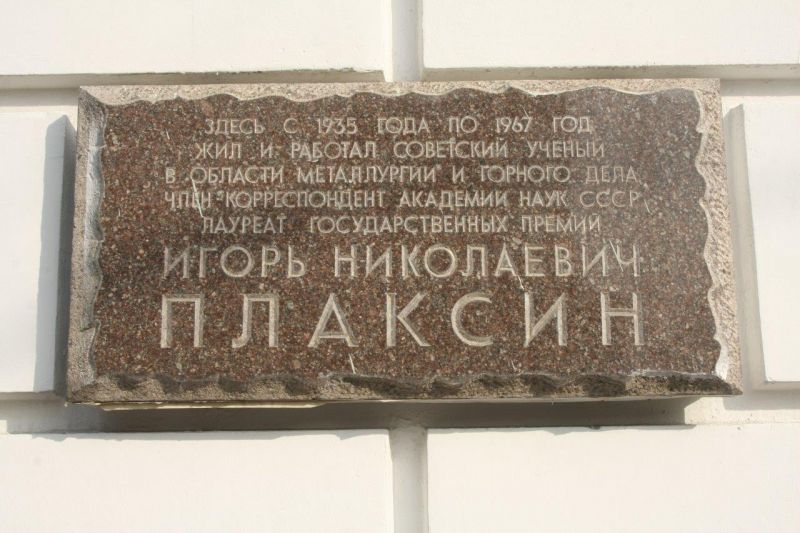 ЗДЕСЬ С 1935 ГОДА ПО 1967 ГОД
ЖИЛ И РАБОТАЛ СОВЕТСКИЙ УЧЕНЫЙ
В ОБЛАСТИ МЕТАЛЛУРГИИ И ГОРНОГО ДЕЛА
ЧЛЕН-КОРРЕСПОНДЕНТ АКАДЕМИИ НАУК СССР
ЛАУРЕАТ ГОСУДАРСТВЕННЫХ ПРЕМИЙ
ИГОРЬ НИКОЛАЕВИЧ
ПЛАКСИН